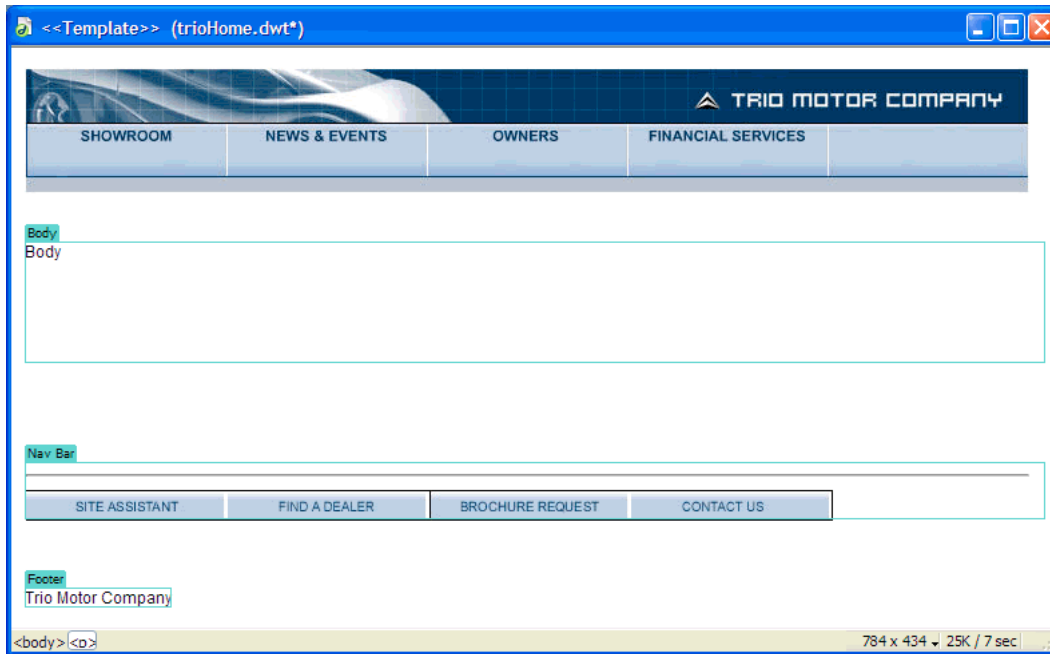 <<Template>> (trioHome.dwt*)
TRIO MOTOR COMPANY
SHOWROOM NEWS & EVENTS OWNERS FINANCIAL SERVICES
Body
Body
Nav Bar
SITE ASSISTANT FIND A DEALER BROCHURE REQUEST CONTACT US
Footer
Trio Motor Company
<body> <p> 784 x 434 25K / 7 sec